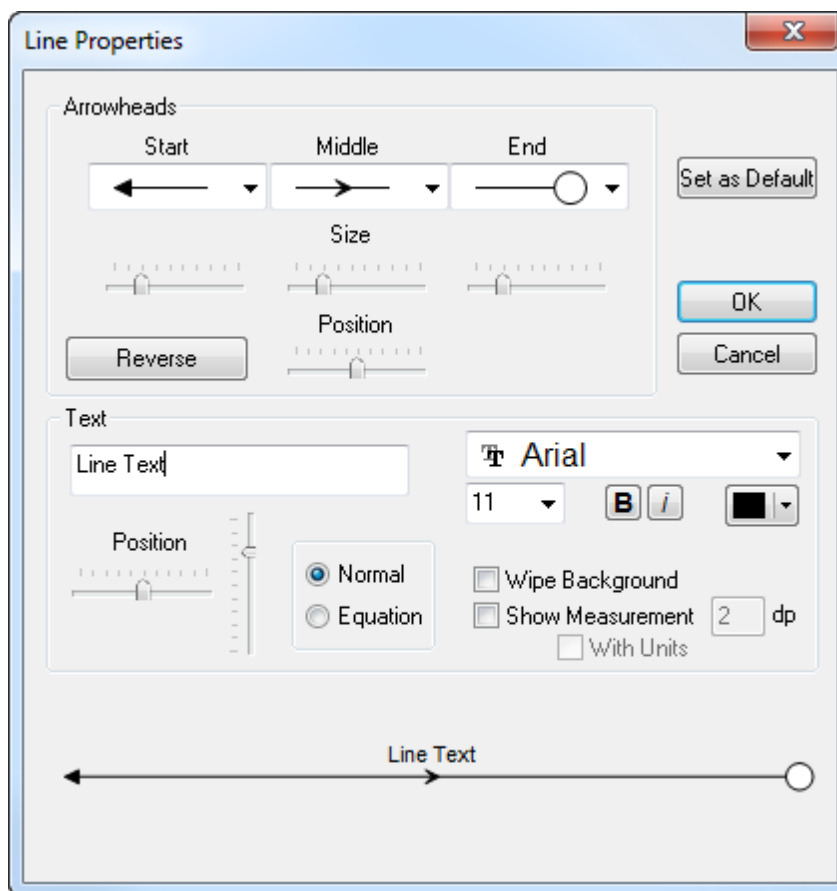 Line Properties
Arrowheads
Start Middle End
Set as Default
Size
OK
Position
Reverse
Cancel
Text
Line Text
Arial
11 B i
Position
Normal
Equation
Wipe Background
Show Measurement 2 dp
With Units
Line Text